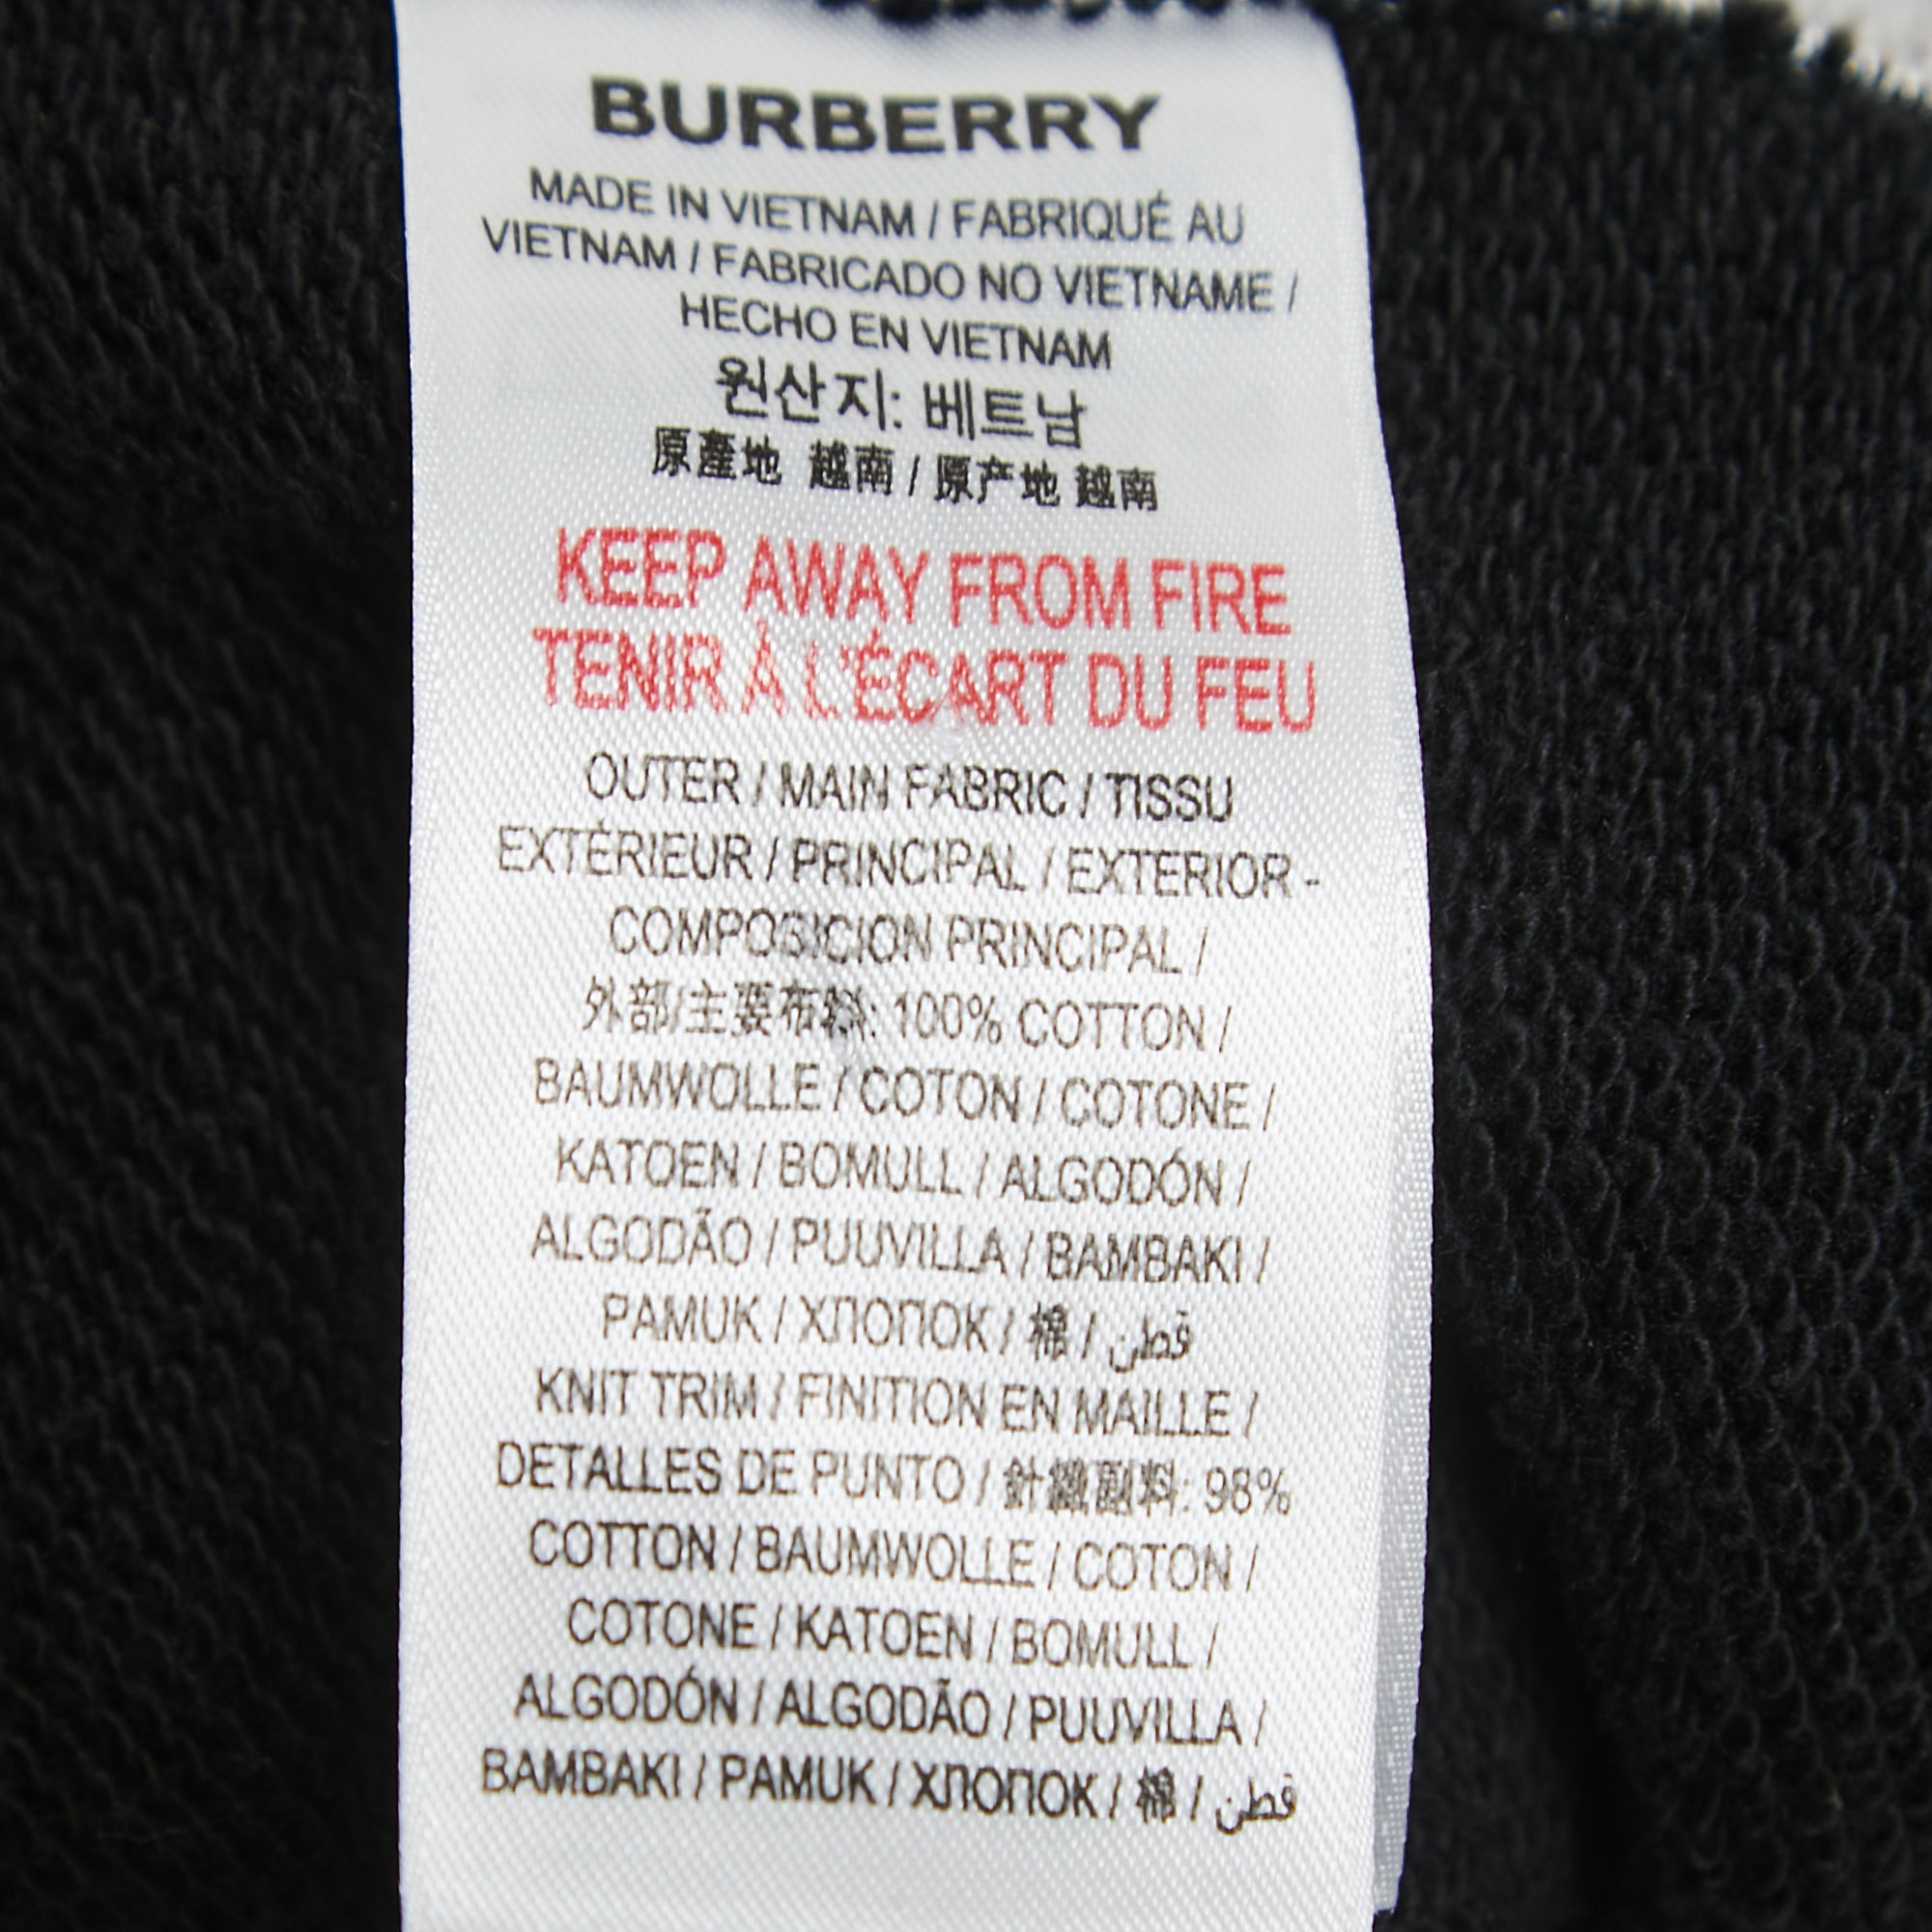 BURBERRY
MADE IN VIETNAM / FABRIQUÉ AU
VIETNAM / FABRICADO NO VIETNAME /
HECHO EN VIETNAM
원산지: 베트남
原產地 越南 / 原产地 越南
KEEP AWAY FROM FIRE
TENIR À L'ÉCART DU FEU
OUTER / MAIN FABRIC / TISSU
EXTÉRIEUR / PRINCIPAL / EXTERIOR -
COMPOSICION PRINCIPAL /
外部/主要布料: 100% COTTON /
BAUMWOLLE / COTON / COTONE /
KATOEN / BOMULL / ALGODÓN /
ALGODÃO / PUUVILLA / BAMBAKI /
PAMUK / ХЛОПОК / 棉 / قطن
KNIT TRIM / FINITION EN MAILLE /
DETALLES DE PUNTO / 針織副料: 98%
COTTON / BAUMWOLLE / COTON /
COTONE / KATOEN / BOMULL /
ALGODÓN / ALGODÃO / PUUVILLA /
BAMBAKI / PAMUK / ХЛОПОК / 棉 / قطن